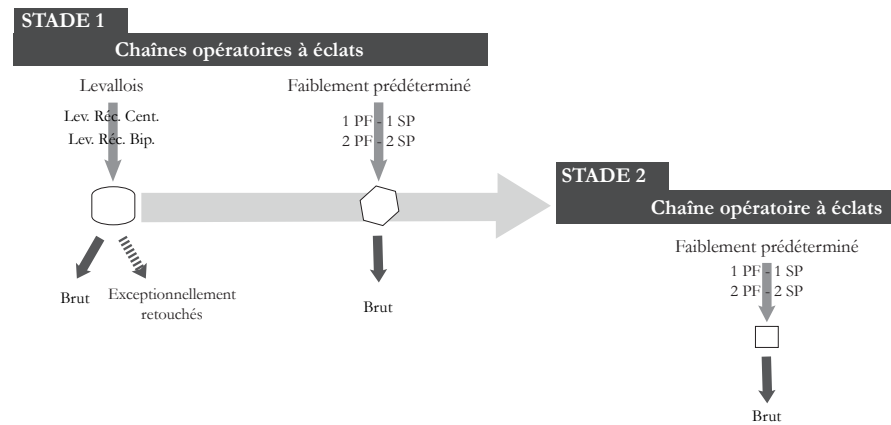 STADE 1
Chaînes opératoires à éclats
Levallois
Lev. Réc. Cent.
Lev. Réc. Bip.
Brut
Exceptionnellement
retouchés
Faiblement prédéterminé
1 PF - 1 SP
2 PF - 2 SP
Brut
STADE 2
Chaîne opératoire à éclats
Faiblement prédéterminé
1 PF - 1 SP
2 PF - 2 SP
Brut